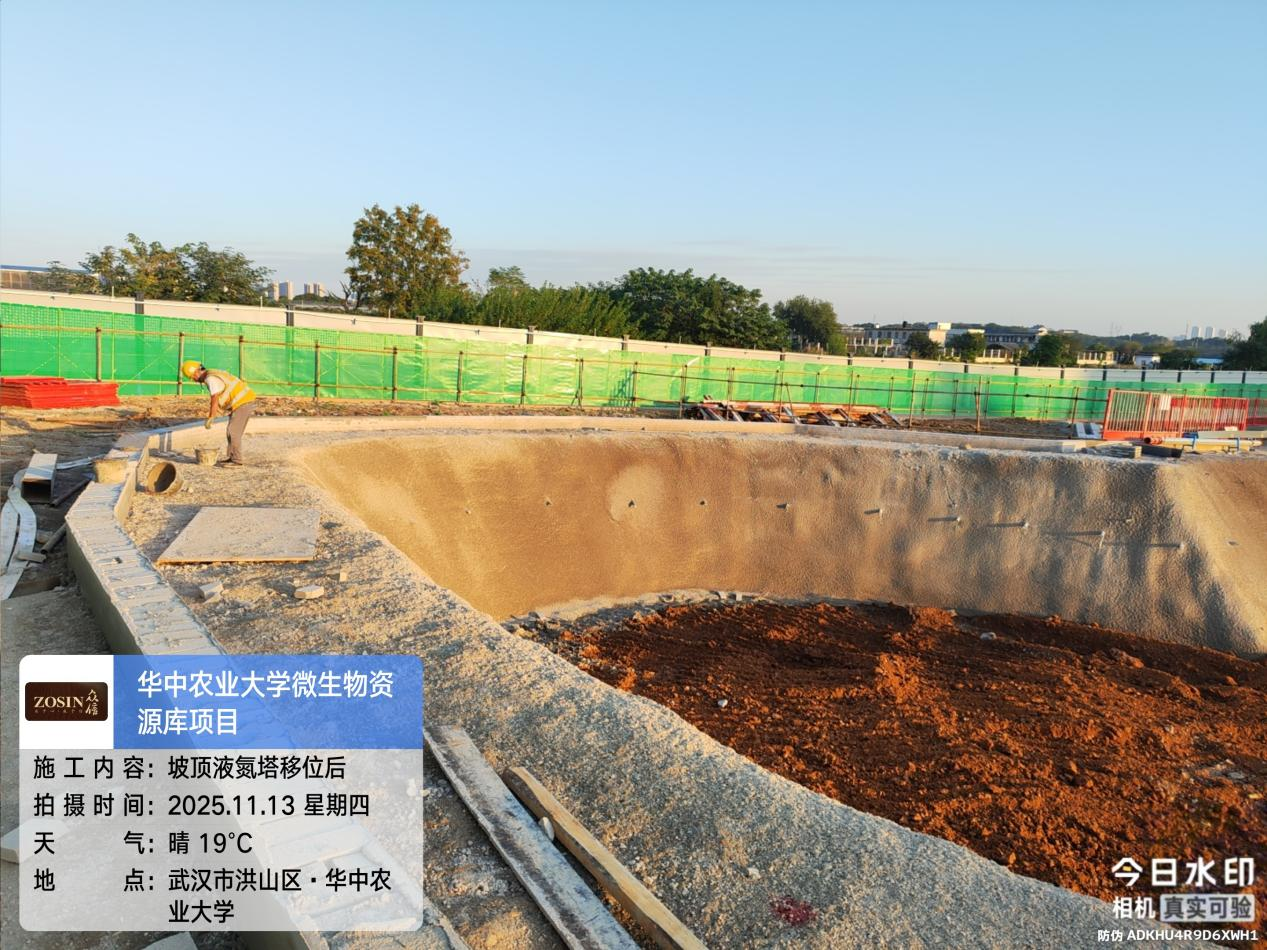 ZOSIN 众信
华中农业大学微生物资
源库项目
施工内容：坡顶液氮塔移位后
拍摄时间：2025.11.13 星期四
天气：晴 19°C
地点：武汉市洪山区·华中农
业大学
今日水印
相机 真实可验
防伪 ADKHU4R9D6XWH1